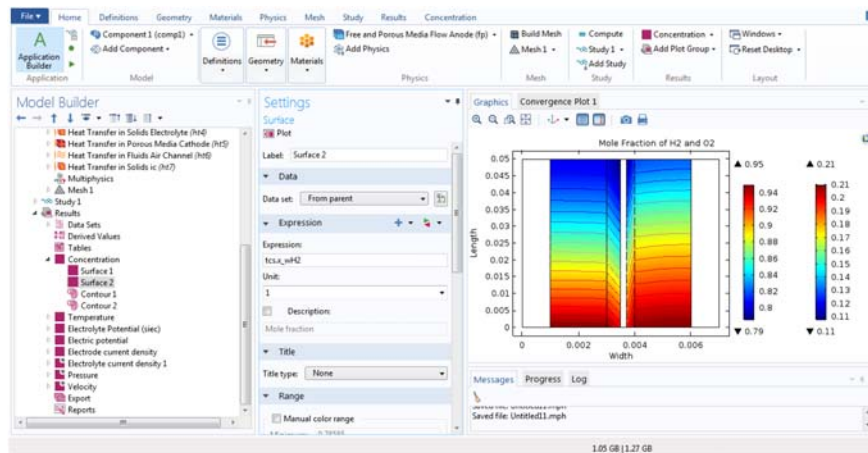 File
Home
Definitions
Geometry
Materials
Physics
Mesh
Study
Results
Concentration
Application Builder
Component 1 (comp1)
Add Component
Definitions
Geometry
Materials
Free and Porous Media Flow Anode (fp)
Add Physics
Build Mesh
Mesh 1
Compute
Study 1
Add Study
Concentration
Add Plot Group
Windows
Reset Desktop
Application
Model
Physics
Mesh
Study
Results
Layout
Model Builder
Heat Transfer in Solids Electrolyte (ht4)
Heat Transfer in Porous Media Cathode (ht5)
Heat Transfer in Fluids Air Channel (ht6)
Heat Transfer in Solids ic (ht7)
Multiphysics
Mesh 1
Study 1
Results
Data Sets
Derived Values
Tables
Concentration
Surface 1
Surface 2
Contour 1
Contour 2
Temperature
Electrolyte Potential (siec)
Electric potential
Electrode current density
Electrolyte current density 1
Pressure
Velocity
Export
Reports
Settings
Surface
Plot
Label: Surface 2
Data
Data set: From parent
Expression
Expression:
tcs.x_wH2
Unit:
1
Description:
Mole fraction
Title
Title type: None
Range
Manual color range
Graphics
Convergence Plot 1
Mole Fraction of H2 and O2
0.05
0.045
0.04
0.035
0.03
0.025
0.02
0.015
0.01
0.005
0
Length
0
0.002
0.004
0.006
Width
▲ 0.95
0.94
0.92
0.9
0.88
0.86
0.84
0.82
0.8
▼ 0.79
▲ 0.21
0.21
0.2
0.19
0.18
0.17
0.16
0.15
0.14
0.13
0.12
0.11
▼ 0.11
Messages
Progress
Log
Saved file: Untitled11.mph
1.05 GB | 1.27 GB